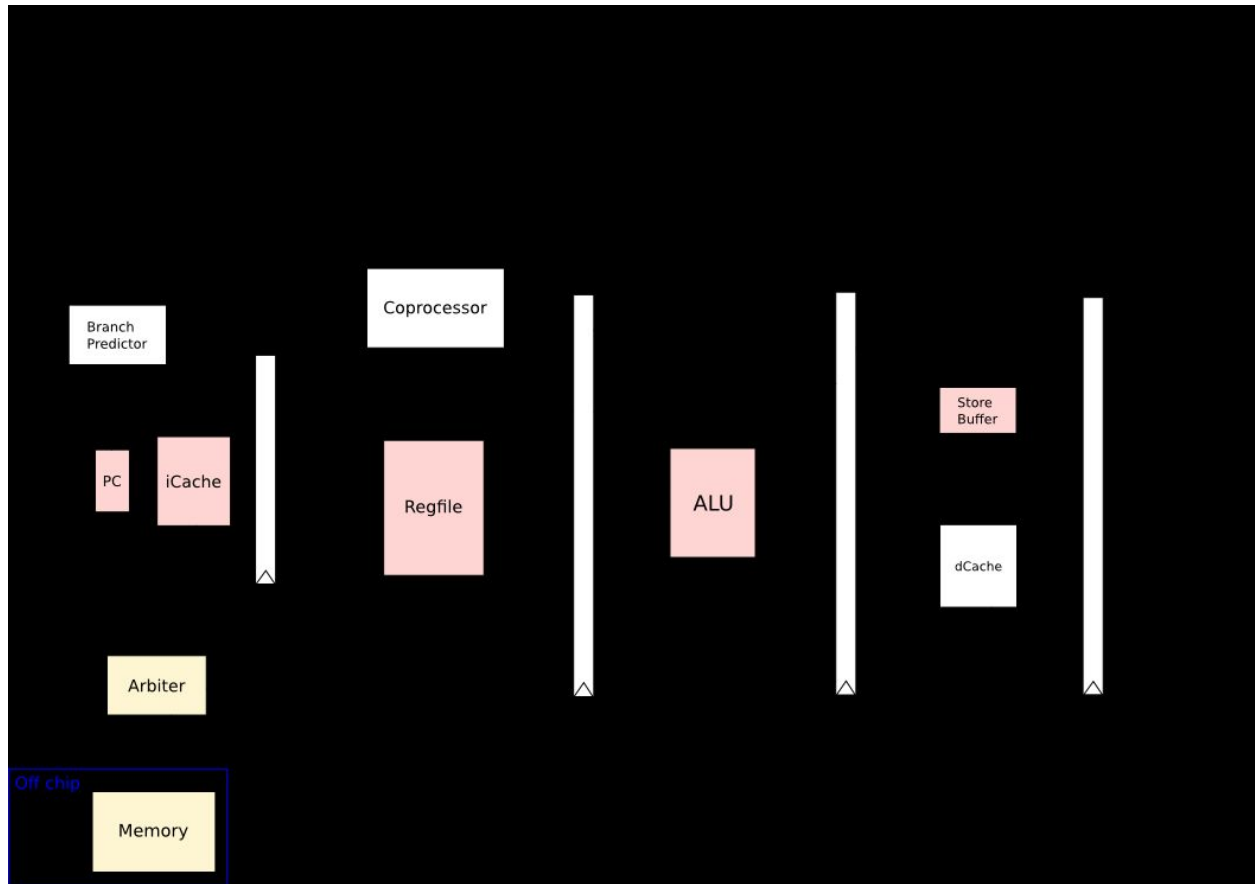 Coprocessor
Branch
Predictor
Store
Buffer
PC
iCache
Regfile
ALU
dCache
Arbiter
Off chip
Memory